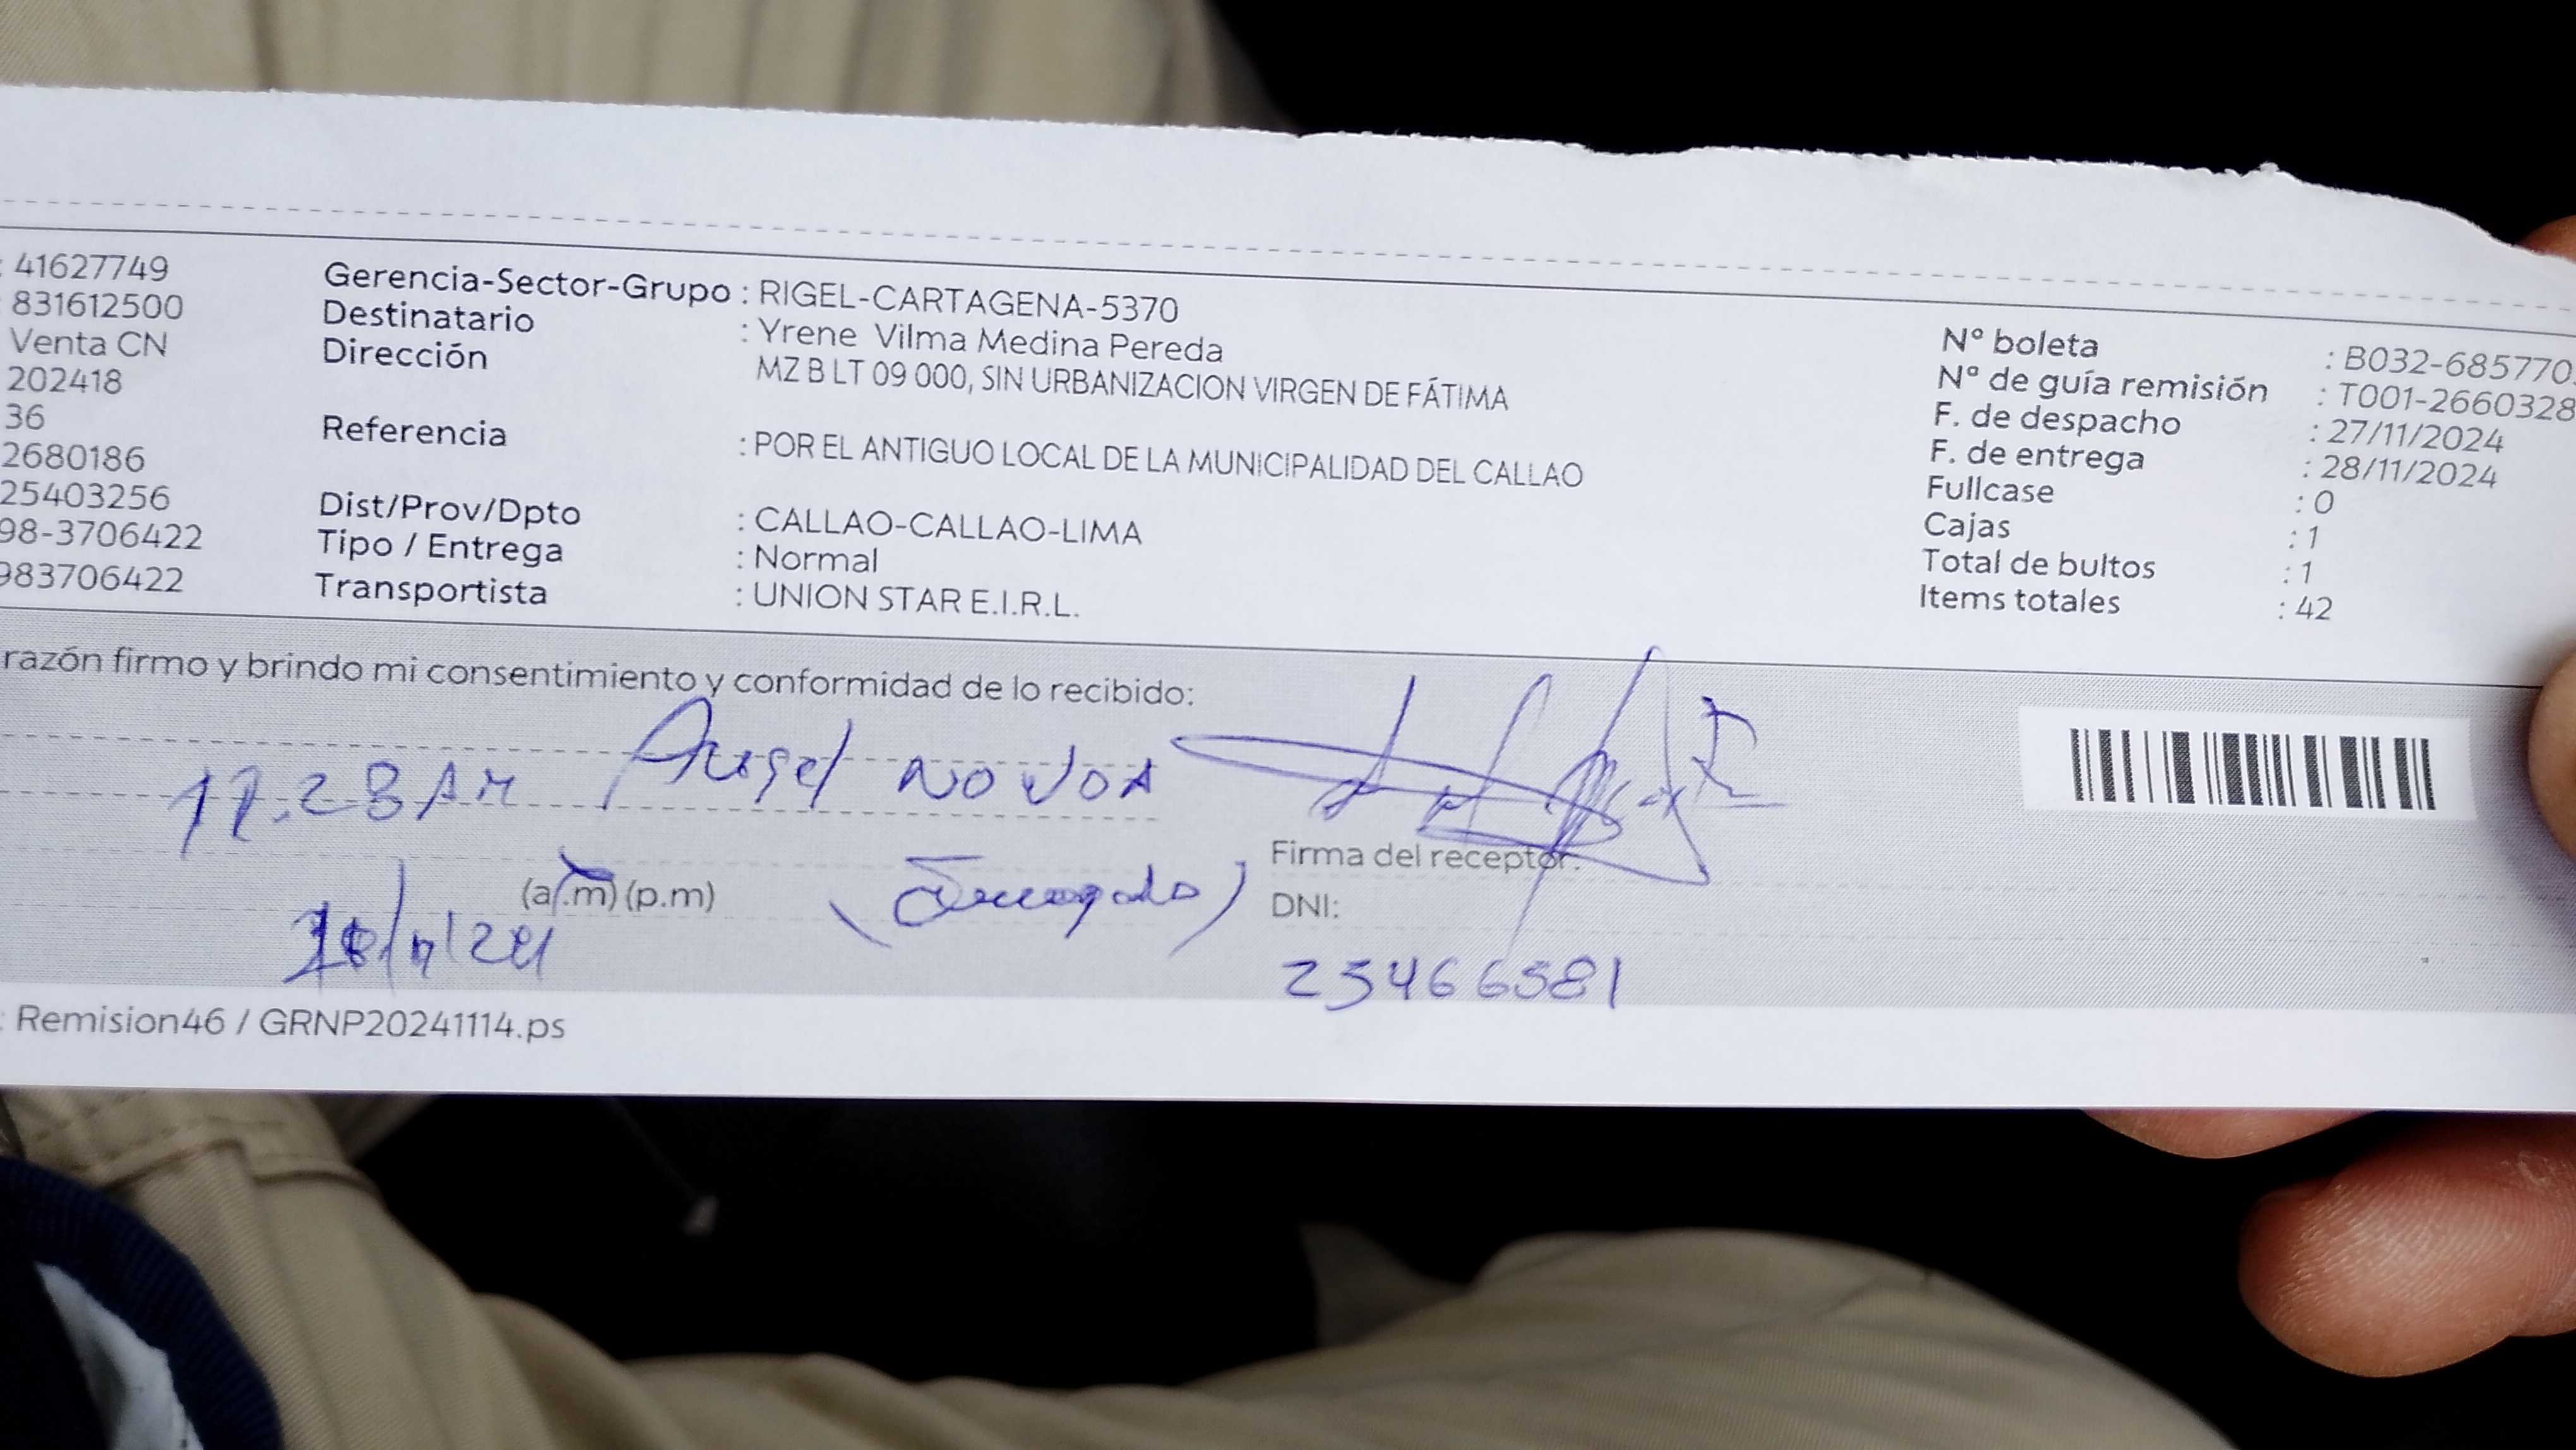 : 41627749
831612500
Venta CN
202418
36
2680186
25403256
98-3706422
983706422
Gerencia-Sector-Grupo : RIGEL-CARTAGENA-5370
Destinatario : Yrene Vilma Medina Pereda
Dirección MZ B LT 09 000, SIN URBANIZACION VIRGEN DE FÁTIMA
Referencia : POR EL ANTIGUO LOCAL DE LA MUNICIPALIDAD DEL CALLAO
Dist/Prov/Dpto : CALLAO-CALLAO-LIMA
Tipo / Entrega : Normal
Transportista : UNION STAR E.I.R.L.
Nº boleta : B032-685770
Nº de guía remisión : T001-2660328
F. de despacho : 27/11/2024
F. de entrega : 28/11/2024
Fullcase : 0
Cajas : 1
Total de bultos : 1
Items totales : 42
razón firmo y brindo mi consentimiento y conformidad de lo recibido:
Angel NOVOA
(a.m) (p.m)
Firma del receptor:
DNI:
25466581
: Remision46 / GRNP20241114.ps